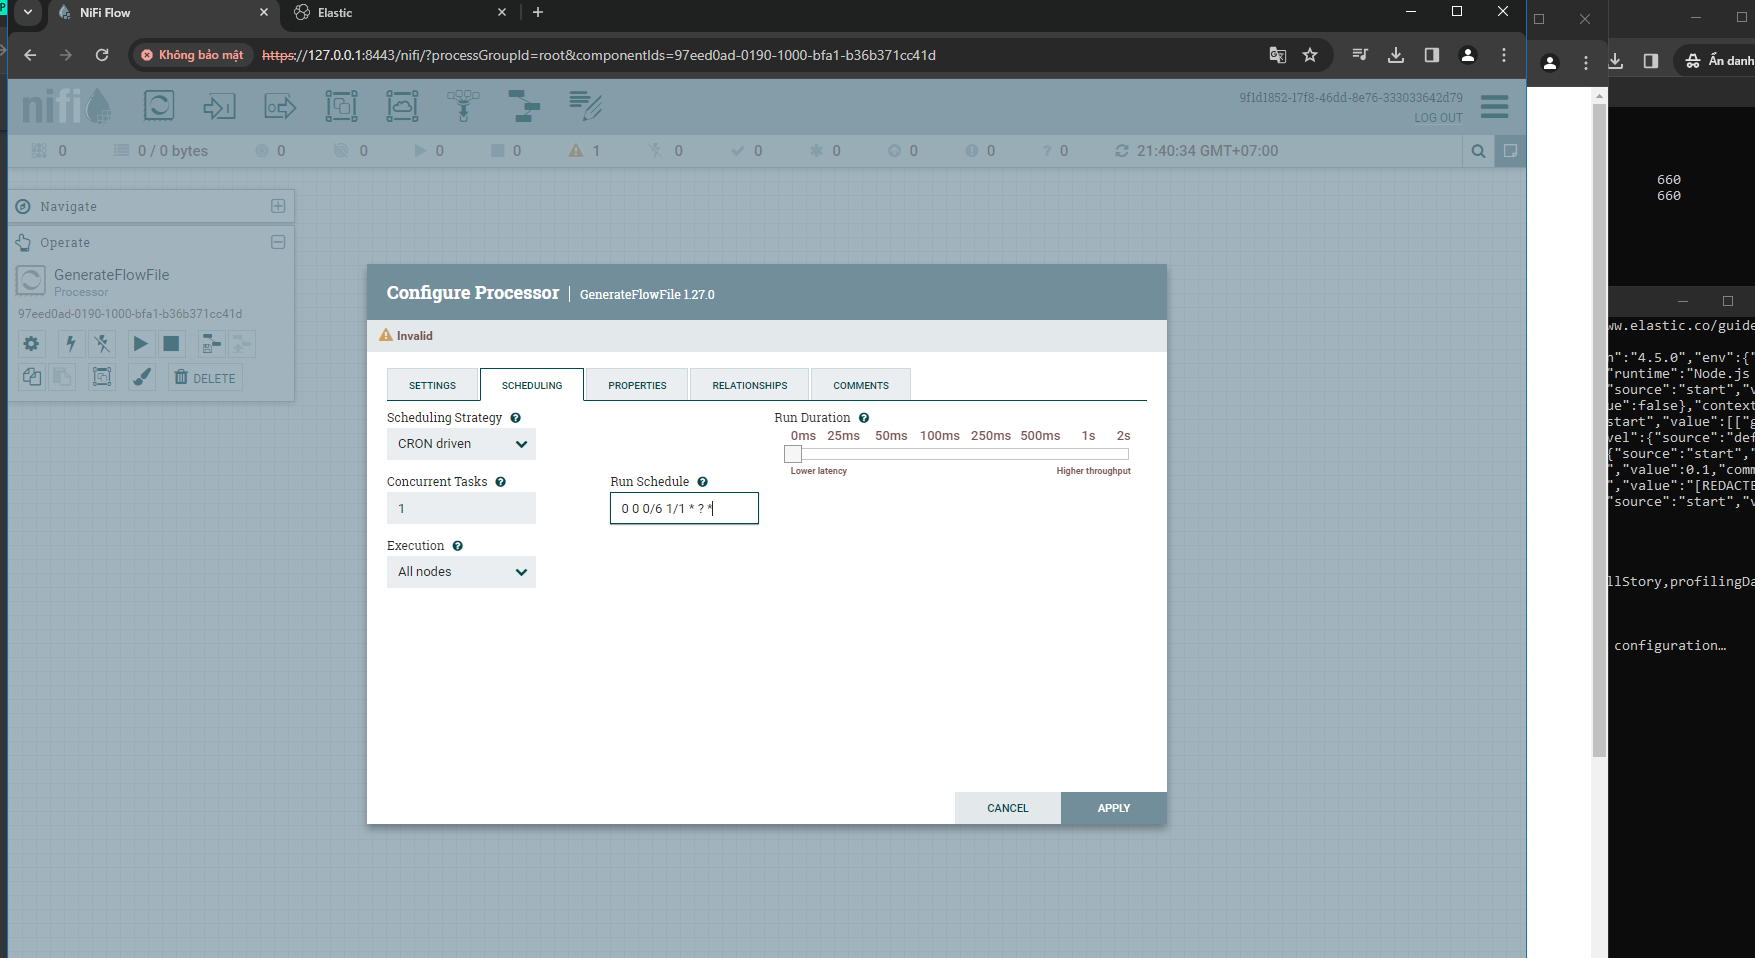 NiFi Flow
Elastic
Không bảo mật
https://127.0.0.1:8443/nifi/?processGroupId=root&componentIds=97eed0ad-0190-1000-bfa1-b36b371cc41d
Ẩn danh
nifi
9f1d1852-17f8-46dd-8e76-333033642d79
LOG OUT
0
0 / 0 bytes
0
0
0
0
1
0
0
0
0
0
0
21:40:34 GMT+07:00
Navigate
Operate
GenerateFlowFile
Processor
97eed0ad-0190-1000-bfa1-b36b371cc41d
DELETE
Configure Processor
GenerateFlowFile 1.27.0
Invalid
SETTINGS
SCHEDULING
PROPERTIES
RELATIONSHIPS
COMMENTS
Scheduling Strategy
CRON driven
Run Duration
0ms 25ms 50ms 100ms 250ms 500ms 1s 2s
Lower latency
Higher throughput
Concurrent Tasks
1
Run Schedule
0 0 0/6 1/1 * ? *
Execution
All nodes
CANCEL
APPLY
660
660
ww.elastic.co/guide
n":"4.5.0","env":{"
"runtime":"Node.js
"source":"start","v
ue":false},"context
start","value":[["g
vel":{"source":"def
{"source":"start","
","value":0.1,"comm
","value":"[REDACTE
"source":"start","v
llStory,profilingDa
configuration…